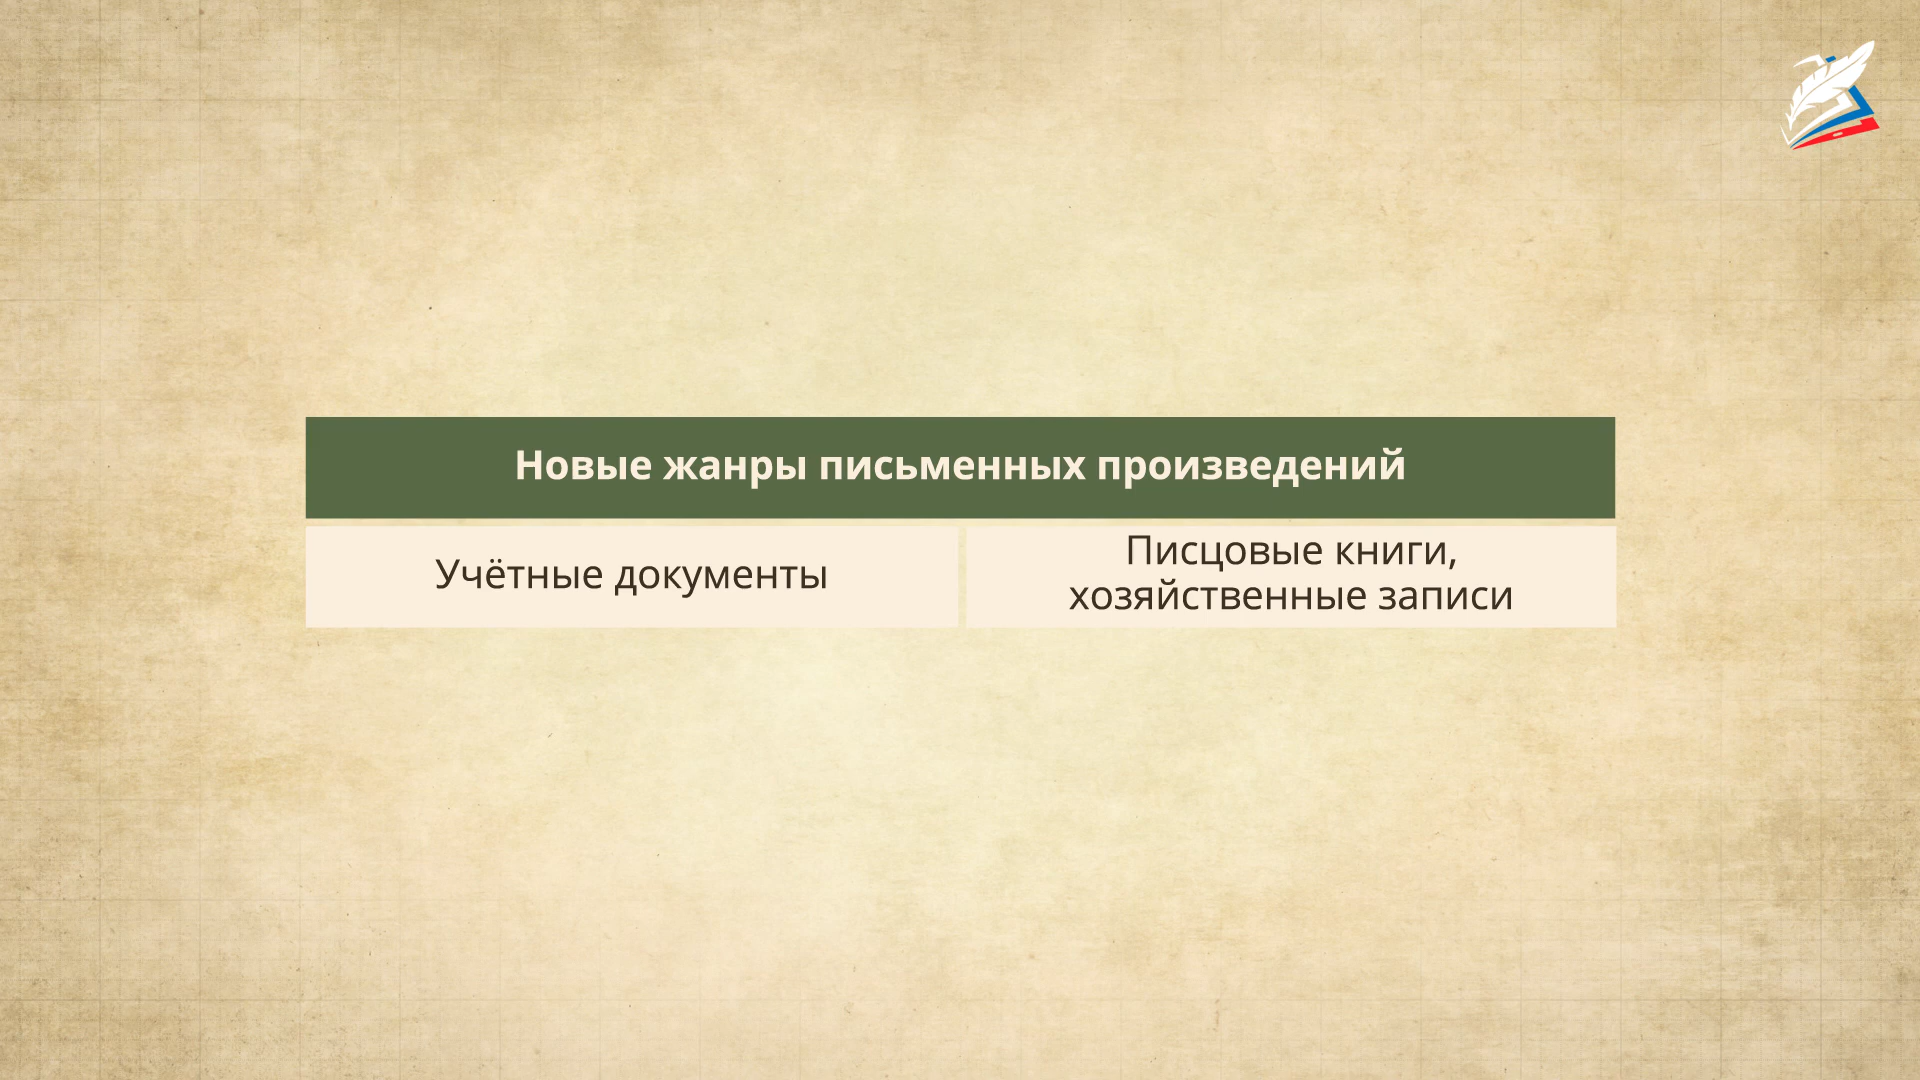 Новые жанры письменных произведений
Учётные документы
Писцовые книги,
хозяйственные записи